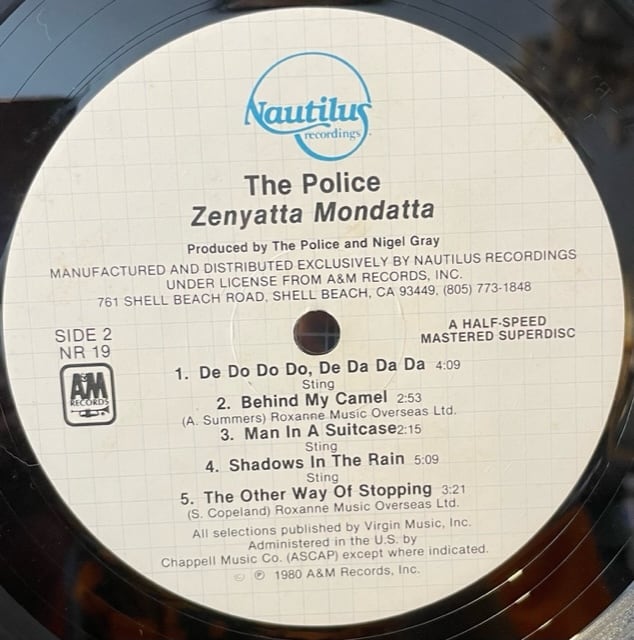 Nautilus
recordings
The Police
Zenyatta Mondatta
Produced by The Police and Nigel Gray
MANUFACTURED AND DISTRIBUTED EXCLUSIVELY BY NAUTILUS RECORDINGS
UNDER LICENSE FROM A&M RECORDS, INC.
761 SHELL BEACH ROAD, SHELL BEACH, CA 93449, (805) 773-1848
SIDE 2
NR 19
A HALF-SPEED
MASTERED SUPERDISC
A&M
RECORDS
1. De Do Do Do, De Da Da Da 4:09
Sting
2. Behind My Camel 2:53
(A. Summers) Roxanne Music Overseas Ltd.
3. Man In A Suitcase2:15
Sting
4. Shadows In The Rain 5:09
Sting
5. The Other Way Of Stopping 3:21
(S. Copeland) Roxanne Music Overseas Ltd.
All selections published by Virgin Music, Inc.
Administered in the U.S. by
Chappell Music Co. (ASCAP) except where indicated.
© ℗ 1980 A&M Records, Inc.